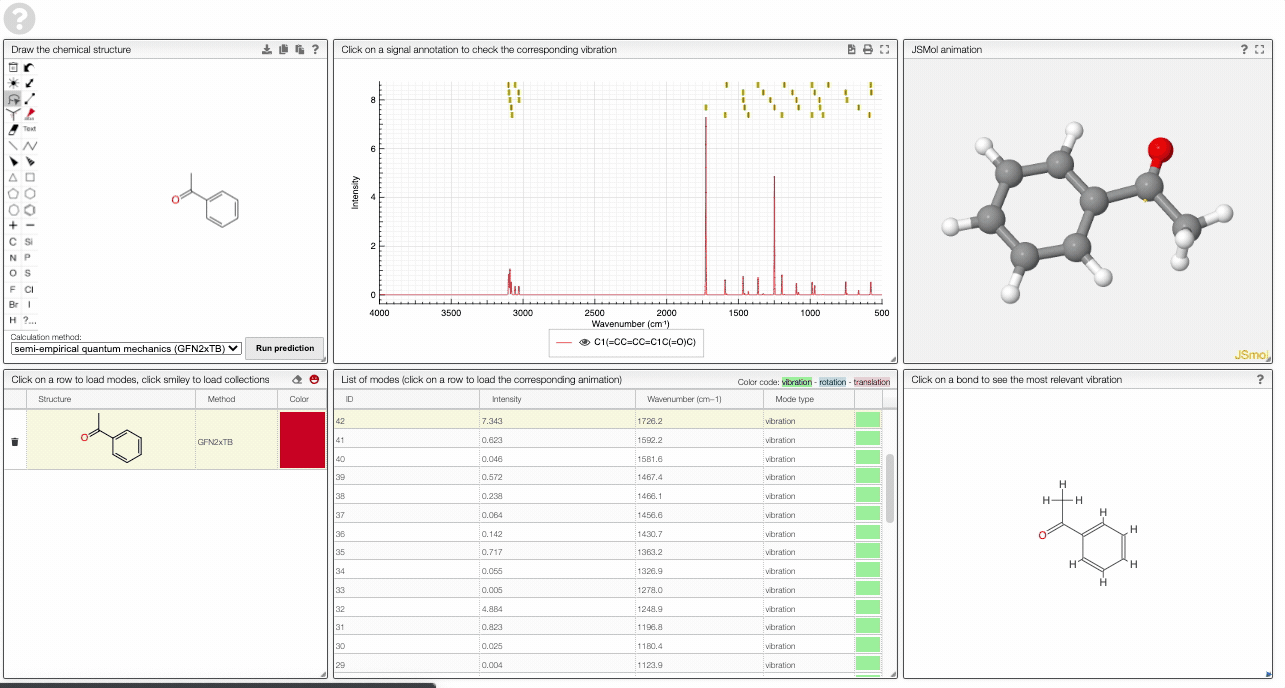 ?
Draw the chemical structure ?
Text
C Si
N P
O S
F Cl
Br I
H ?...
O
Calculation method:
semi-empirical quantum mechanics (GFN2xTB) Run prediction
Click on a signal annotation to check the corresponding vibration
Intensity
8
6
4
2
0
4000 3500 3000 2500 2000 1500 1000 500
Wavenumber (cm-1)
C1(=CC=CC=C1C(=O)C)
JSMol animation ?
JSmol
Click on a row to load modes, click smiley to load collections
Structure Method Color
O GFN2xTB
List of modes (click on a row to load the corresponding animation) Color code: vibration - rotation - translation
ID Intensity Wavenumber (cm−1) Mode type
42 7.343 1726.2 vibration
41 0.623 1592.2 vibration
40 0.046 1581.6 vibration
39 0.572 1467.4 vibration
38 0.238 1466.1 vibration
37 0.064 1456.6 vibration
36 0.142 1430.7 vibration
35 0.717 1363.2 vibration
34 0.055 1326.9 vibration
33 0.005 1278.0 vibration
32 4.884 1248.9 vibration
31 0.823 1196.8 vibration
30 0.025 1180.4 vibration
29 0.004 1123.9 vibration
Click on a bond to see the most relevant vibration ?
H
H H
H
O H
H H
H